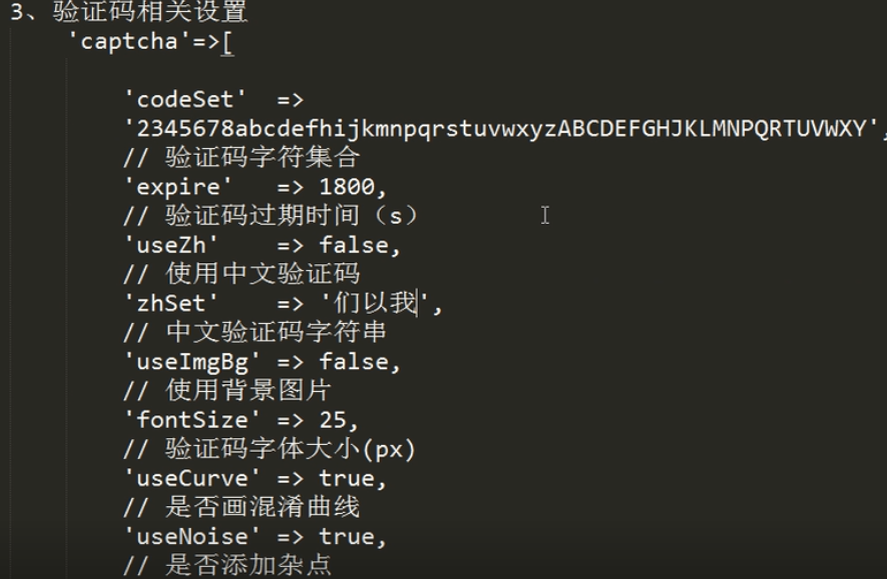 3、验证码相关设置
'captcha'=>[
'codeSet'  =>
'2345678abcdefhijkmnpqrstuvwxyzABCDEFGHJKLMNPQRTUVWXY',
// 验证码字符集合
'expire'   => 1800,
// 验证码过期时间（s）
'useZh'    => false,
// 使用中文验证码
'zhSet'    => '们以我',
// 中文验证码字符串
'useImgBg' => false,
// 使用背景图片
'fontSize' => 25,
// 验证码字体大小(px)
'useCurve' => true,
// 是否画混淆曲线
'useNoise' => true,
// 是否添加杂点